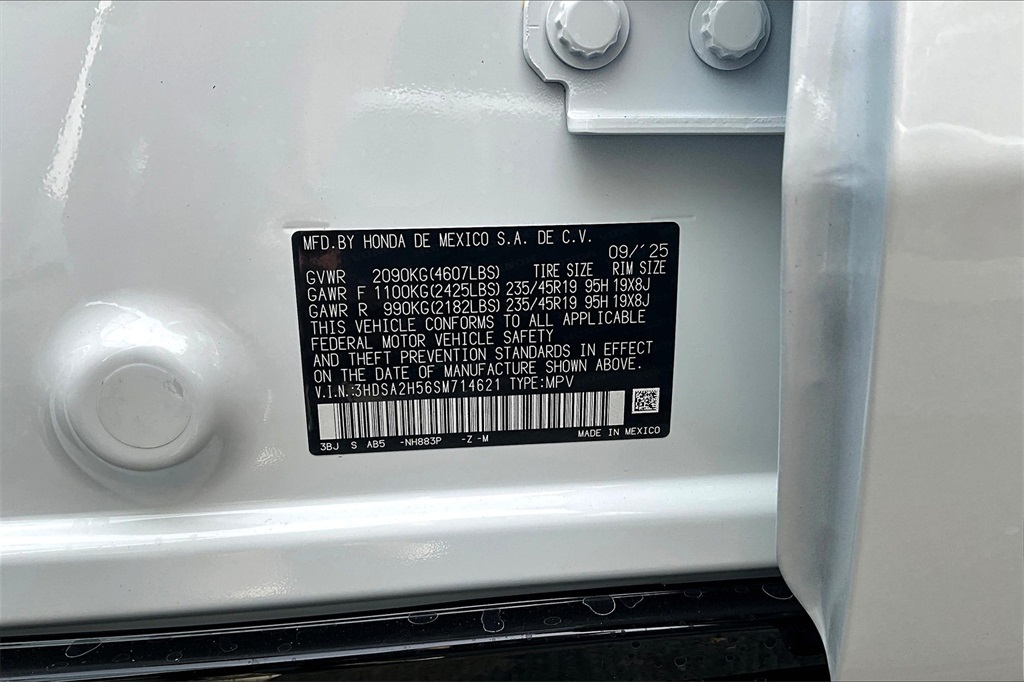 MFD.BY HONDA DE MEXICO S.A. DE C.V.
09/´25
GVWR 2090KG(4607LBS) TIRE SIZE RIM SIZE
GAWR F 1100KG(2425LBS) 235/45R19 95H 19X8J
GAWR R 990KG(2182LBS) 235/45R19 95H 19X8J
THIS VEHICLE CONFORMS TO ALL APPLICABLE
FEDERAL MOTOR VEHICLE SAFETY
AND THEFT PREVENTION STANDARDS IN EFFECT
ON THE DATE OF MANUFACTURE SHOWN ABOVE.
V.I.N.:3HDSA2H56SM714621 TYPE:MPV
3BJ S AB5 -NH883P -Z -M MADE IN MEXICO